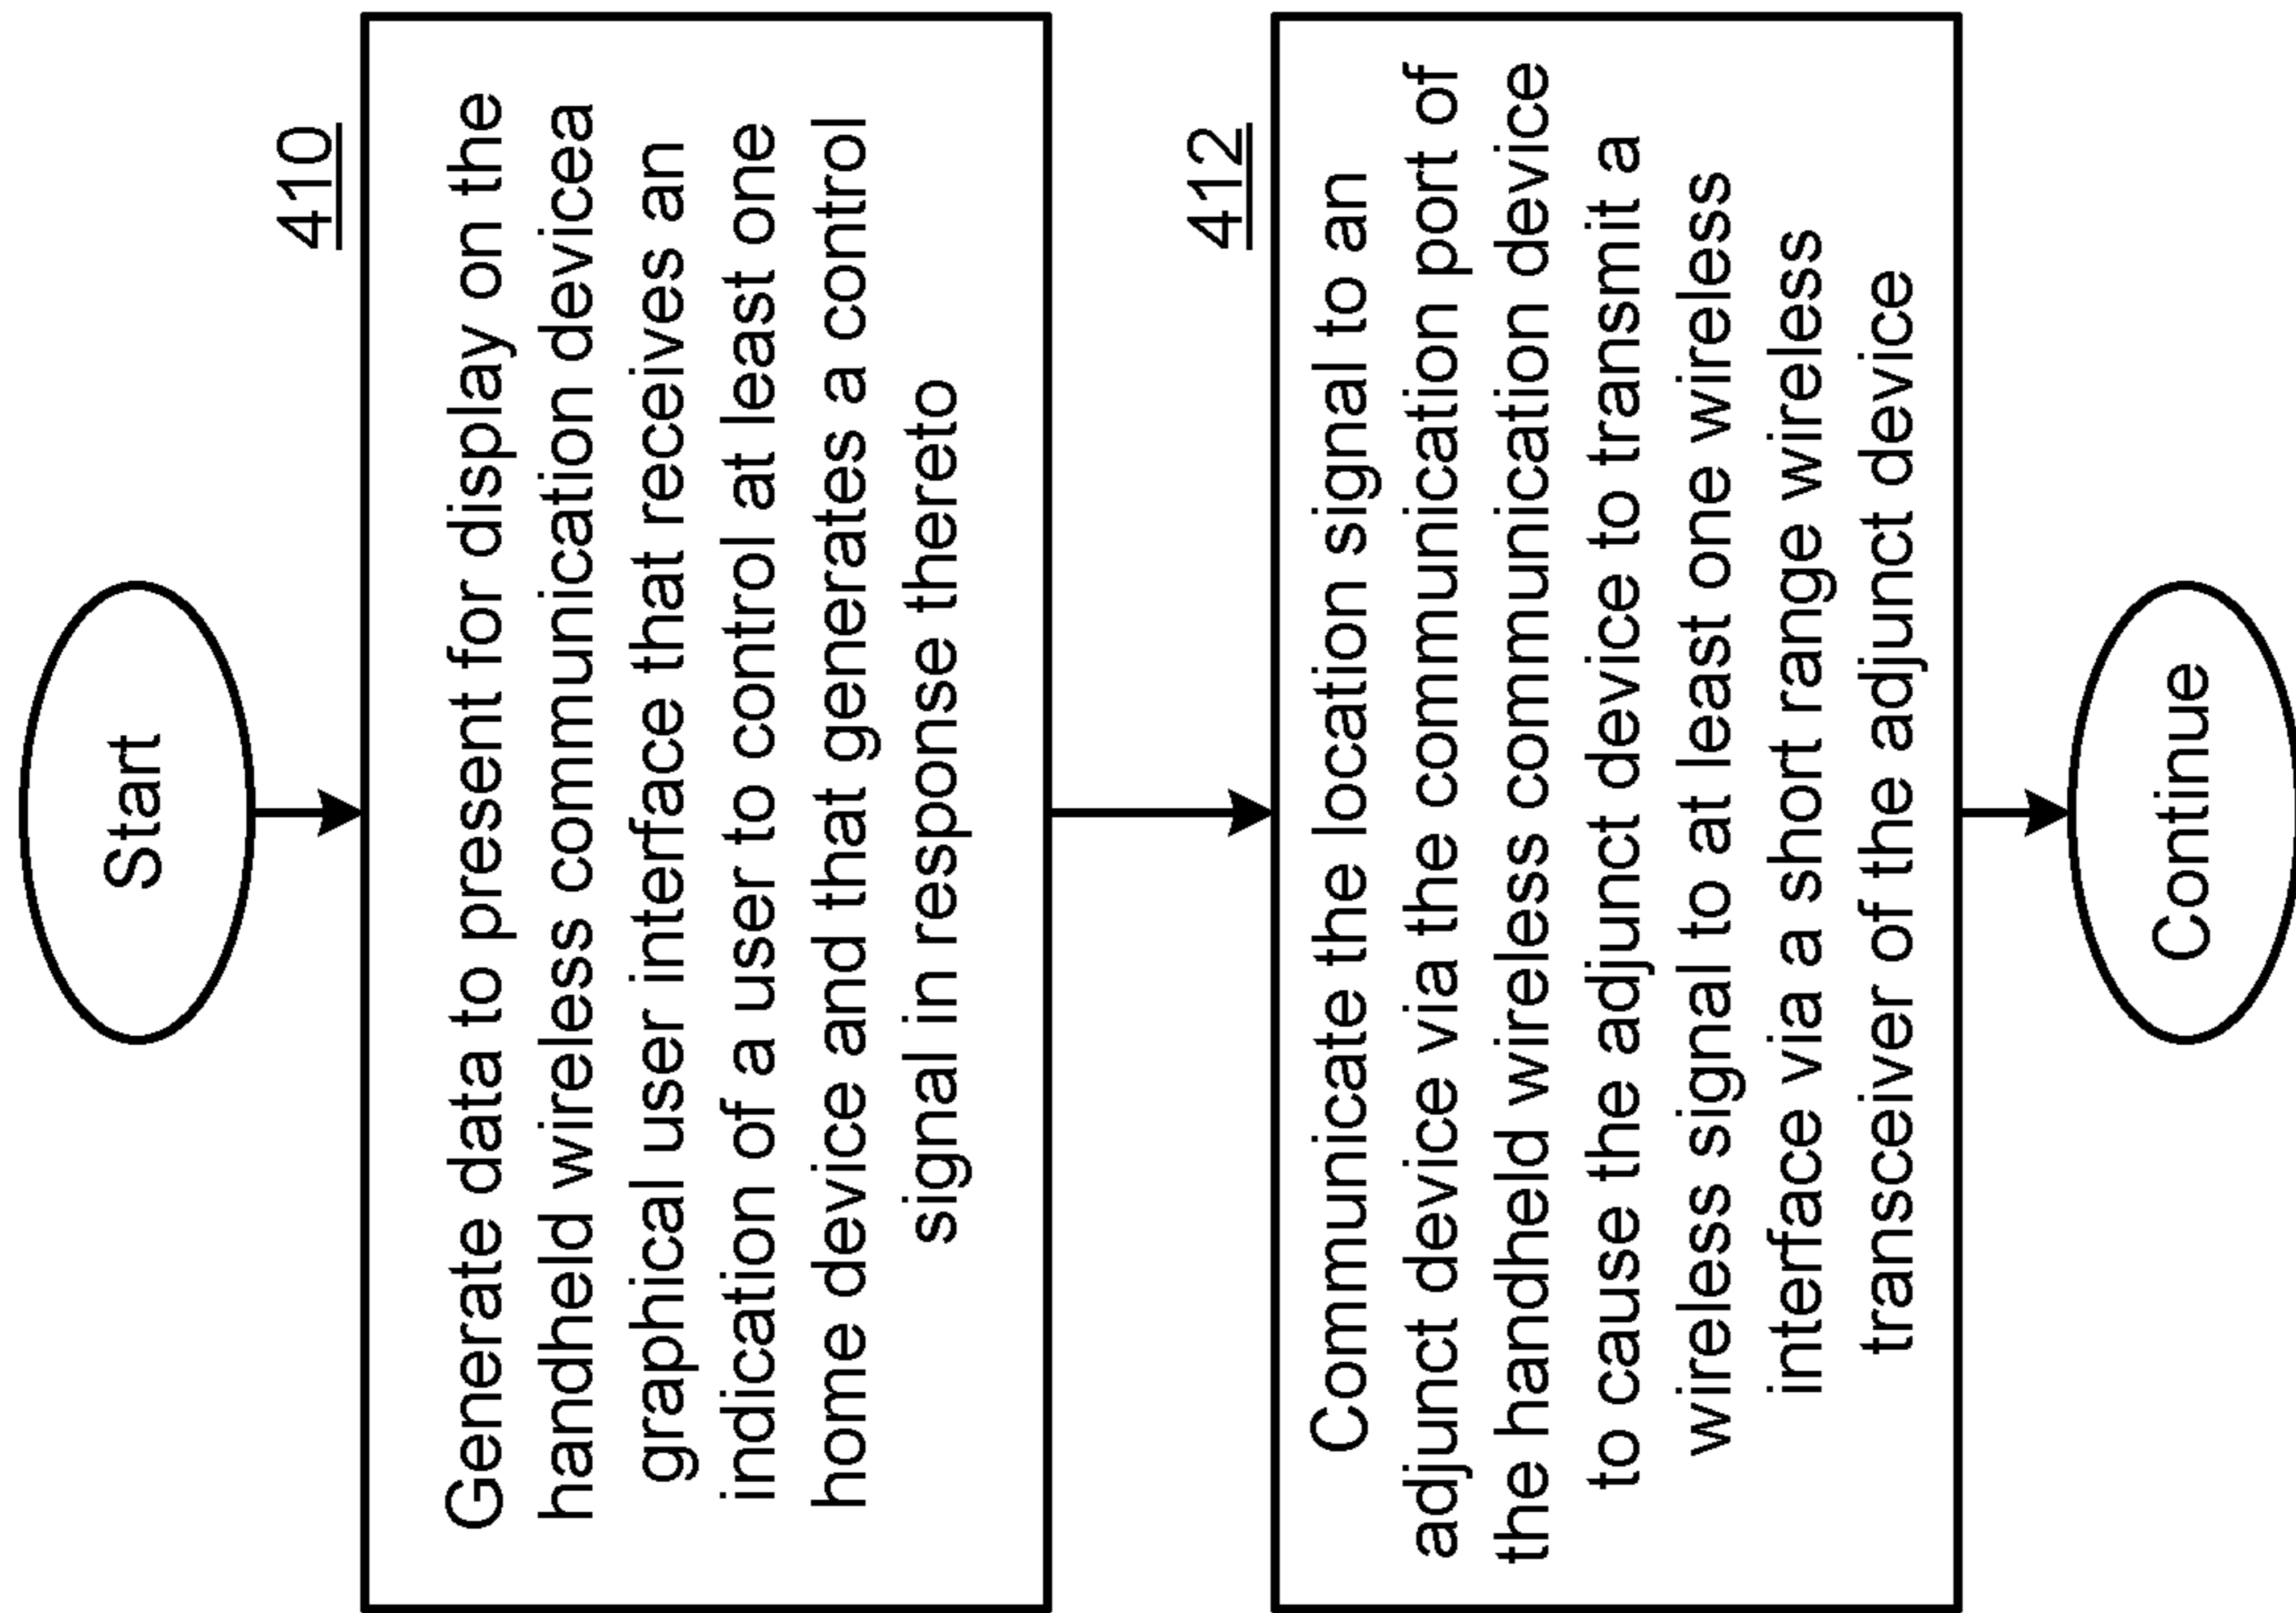 Start
410
Generate data to present for display on the
handheld wireless communication devicea
graphical user interface that receives an
indication of a user to control at least one
home device and that generates a control
signal in response thereto
412
Communicate the location signal to an
adjunct device via the communication port of
the handheld wireless communication device
to cause the adjunct device to transmit a
wireless signal to at least one wireless
interface via a short range wireless
transceiver of the adjunct device
Continue